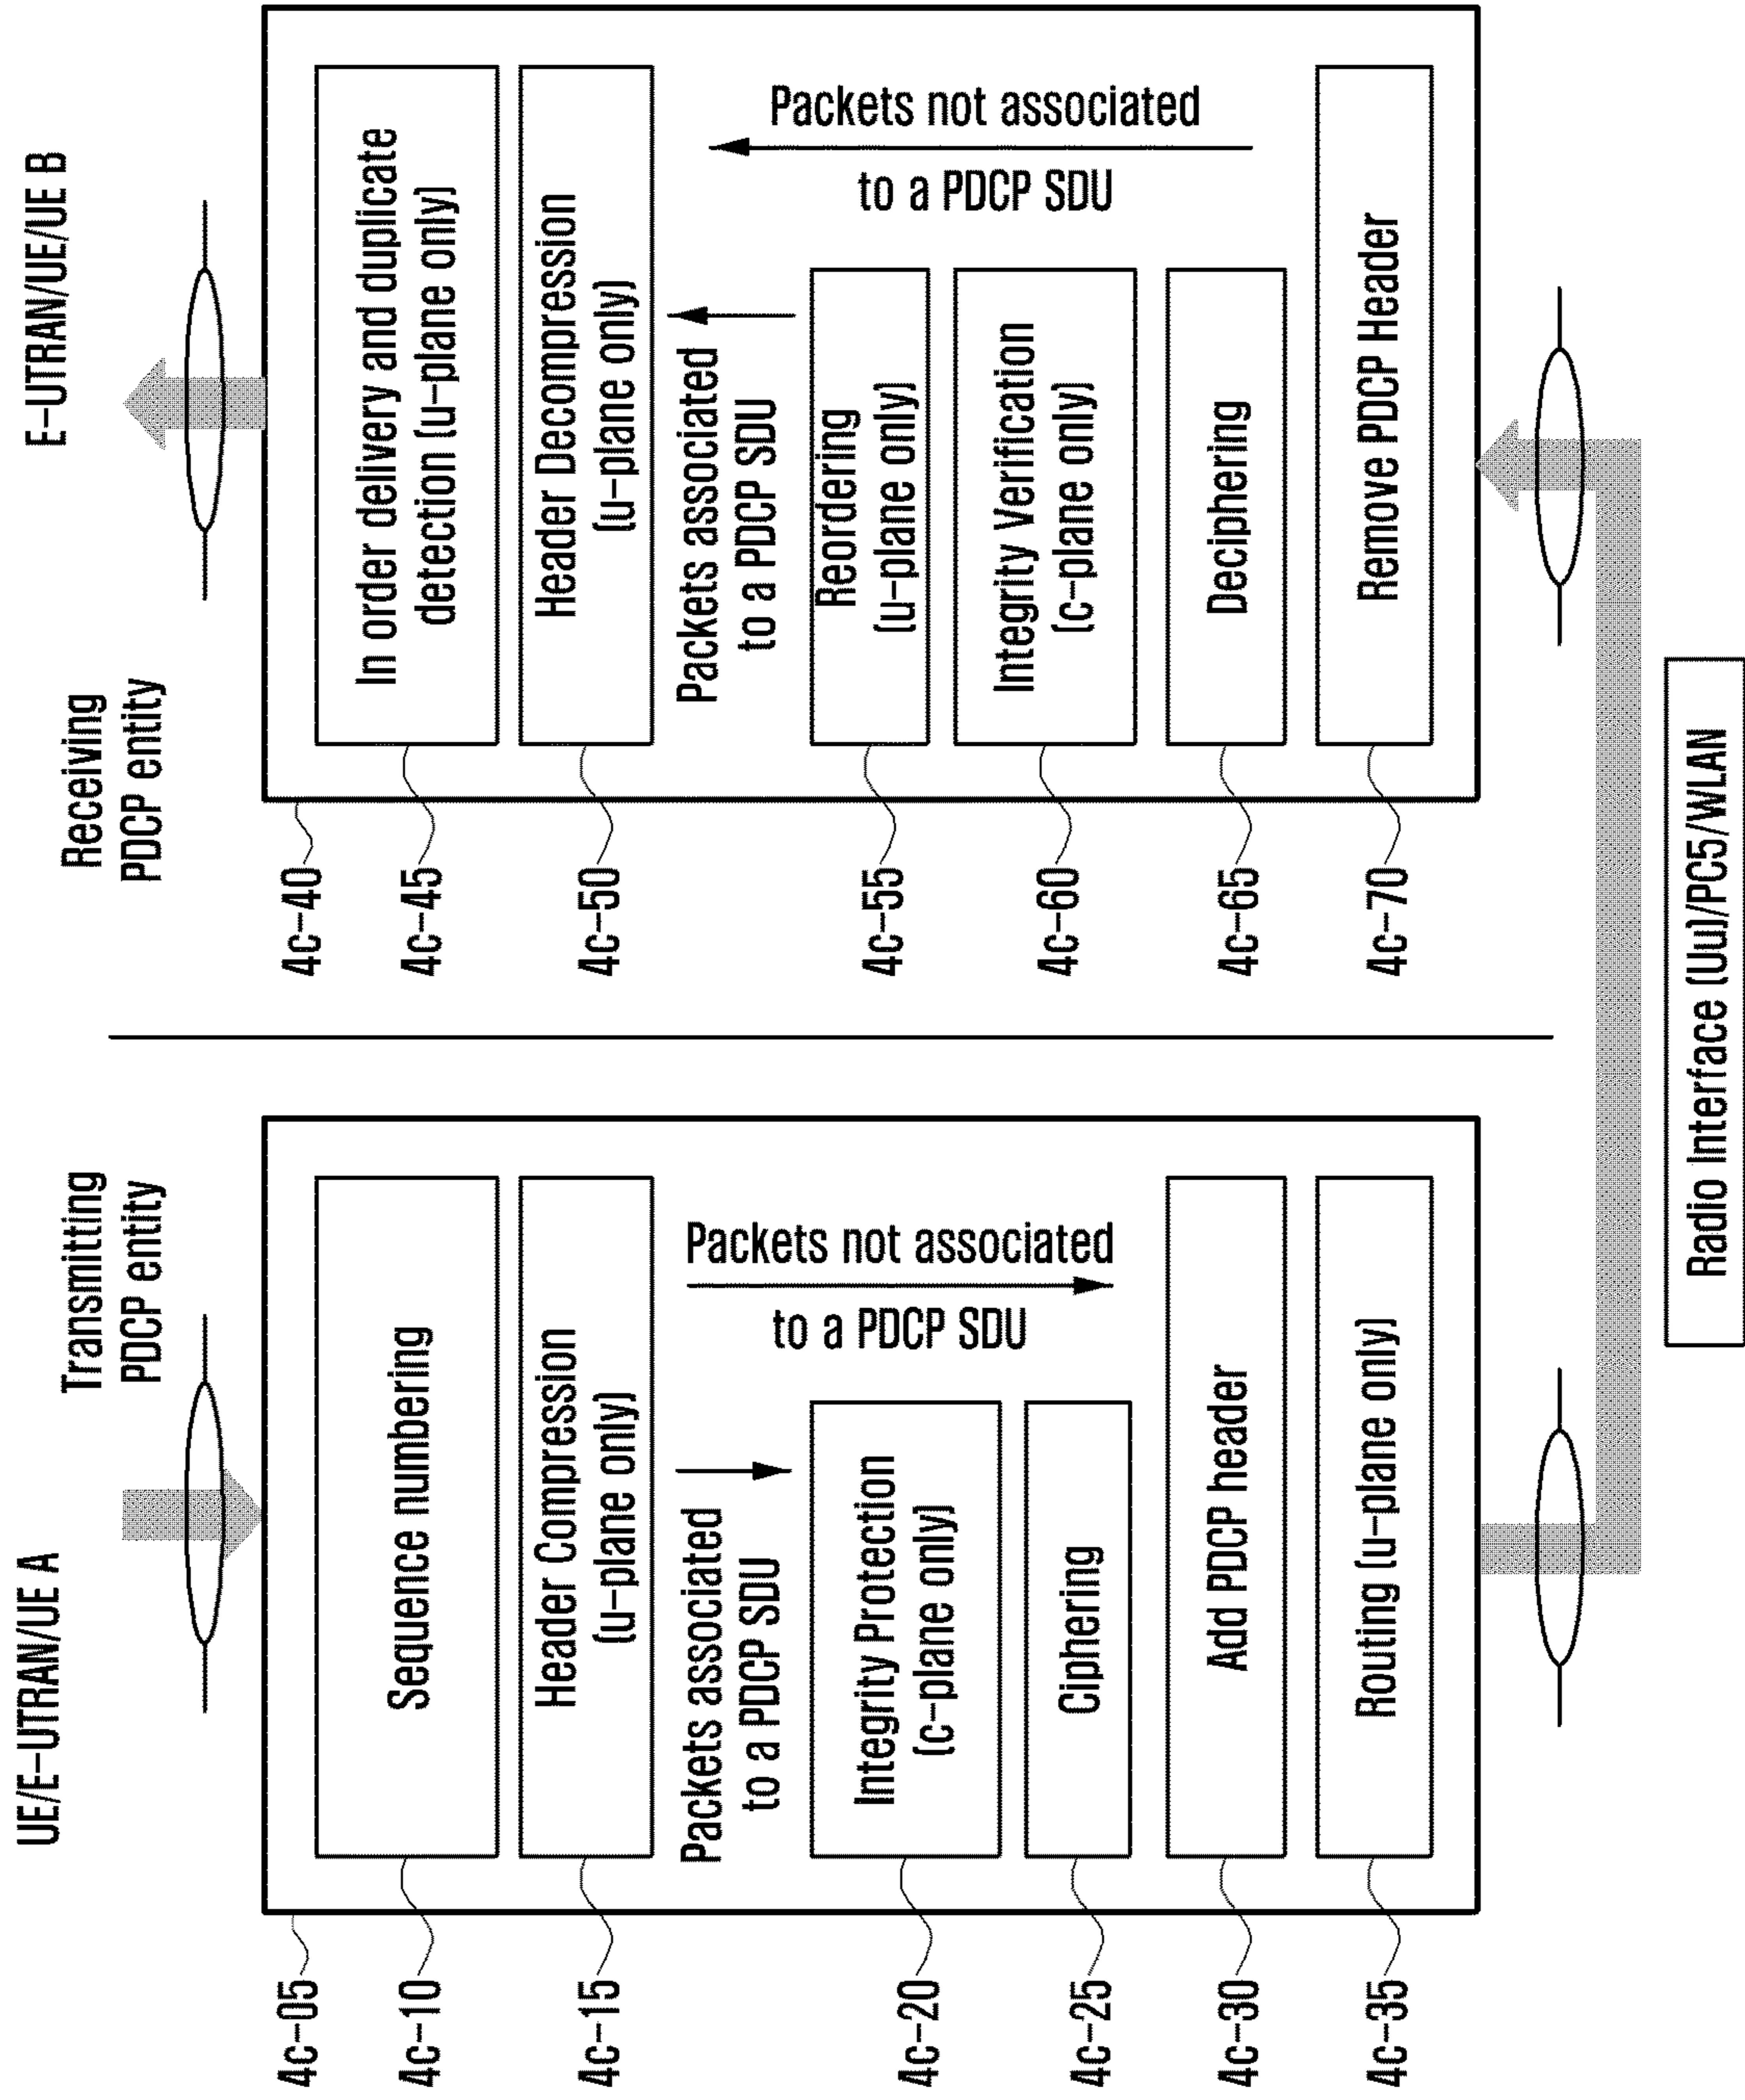 UE/E-UTRAN/UE A
Transmitting
PDCP entity
4c-05
4c-10
Sequence numbering
4c-15
Header Compression
(u-plane only)
Packets associated
to a PDCP SDU
Packets not associated
to a PDCP SDU
4c-20
Integrity Protection
(c-plane only)
4c-25
Ciphering
4c-30
Add PDCP header
4c-35
Routing (u-plane only)
E-UTRAN/UE/UE B
Receiving
PDCP entity
4c-40
4c-45
In order delivery and duplicate
detection (u-plane only)
4c-50
Header Decompression
(u-plane only)
Packets associated
to a PDCP SDU
Packets not associated
to a PDCP SDU
4c-55
Reordering
(u-plane only)
4c-60
Integrity Verification
(c-plane only)
4c-65
Deciphering
4c-70
Remove PDCP Header
Radio Interface (Uu)/PC5/WLAN